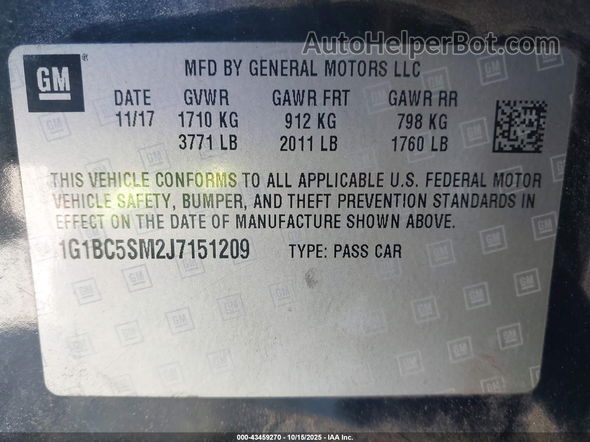 AutoHelperBot.com
GM
®
MFD BY GENERAL MOTORS LLC
DATE GVWR GAWR FRT GAWR RR
11/17 1710 KG 912 KG 798 KG
3771 LB 2011 LB 1760 LB
THIS VEHICLE CONFORMS TO ALL APPLICABLE U.S. FEDERAL MOTOR
VEHICLE SAFETY, BUMPER, AND THEFT PREVENTION STANDARDS IN
EFFECT ON THE DATE OF MANUFACTURE SHOWN ABOVE.
1G1BC5SM2J7151209 TYPE: PASS CAR
000-43459270 - 10/15/2025 - IAA Inc.